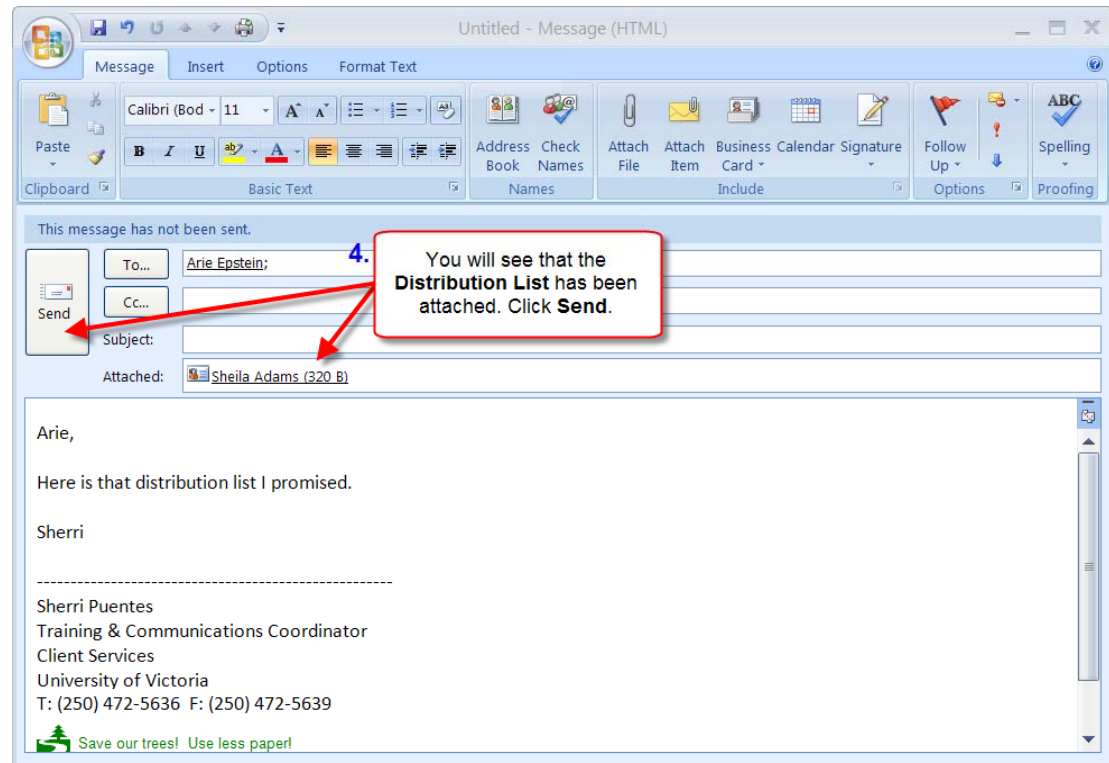 Untitled - Message (HTML)
Message Insert Options Format Text
Calibri (Bod 11 A A
Paste B I U ab A
Address Book
Check Names
Attach File
Attach Item
Business Card
Calendar
Signature
Follow Up
ABC
Spelling
Clipboard Basic Text Names Include Options Proofing
This message has not been sent.
4.
You will see that the
Distribution List has been
attached. Click Send.
Send
To... Arie Epstein;
Cc...
Subject:
Attached: Sheila Adams (320 B)
Arie,
Here is that distribution list I promised.
Sherri
-----------------------------------------------------
Sherri Puentes
Training & Communications Coordinator
Client Services
University of Victoria
T: (250) 472-5636 F: (250) 472-5639
Save our trees! Use less paper!